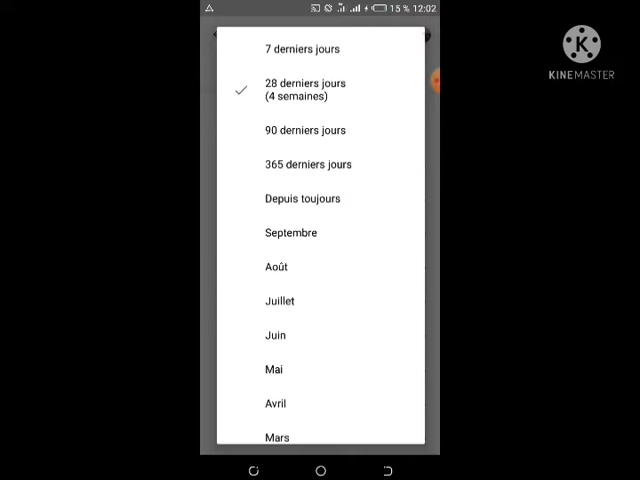 15 % 12:02
7 derniers jours
28 derniers jours
(4 semaines)
90 derniers jours
365 derniers jours
Depuis toujours
Septembre
Août
Juillet
Juin
Mai
Avril
Mars
K
KINEMASTER